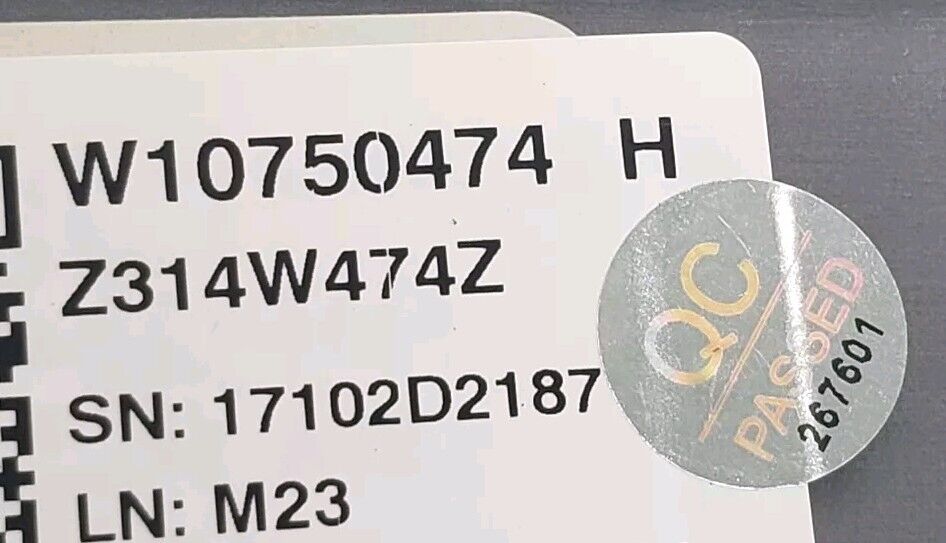 W10750474 H
Z314W474Z
SN: 17102D2187
LN: M23
QC
PASSED
267601